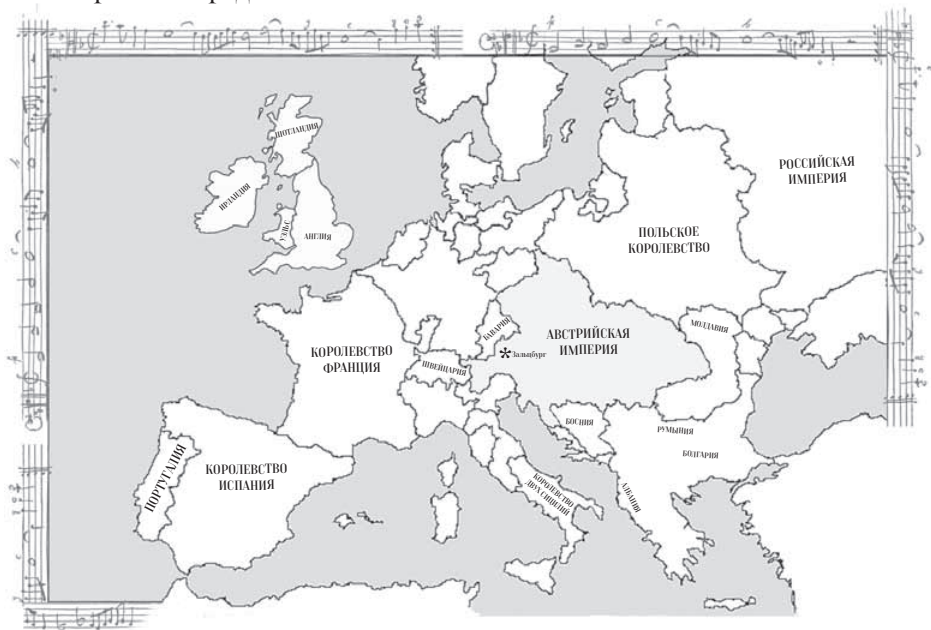 ШОТЛАНДИЯ
ИРЛАНДИЯ
УЭЛЬС
АНГЛИЯ
РОССИЙСКАЯ
ИМПЕРИЯ
ПОЛЬСКОЕ
КОРОЛЕВСТВО
КОРОЛЕВСТВО
ФРАНЦИЯ
ШВЕЙЦАРИЯ
БАВАРИЯ
АВСТРИЙСКАЯ
ИМПЕРИЯ
Зальцбург
МОЛДАВИЯ
ПОРТУГАЛИЯ
КОРОЛЕВСТВО
ИСПАНИЯ
КОРОЛЕВСТВО
ДВУХ СИЦИЛИЙ
БОСНИЯ
РУМЫНИЯ
БОЛГАРИЯ
АЛБАНИЯ